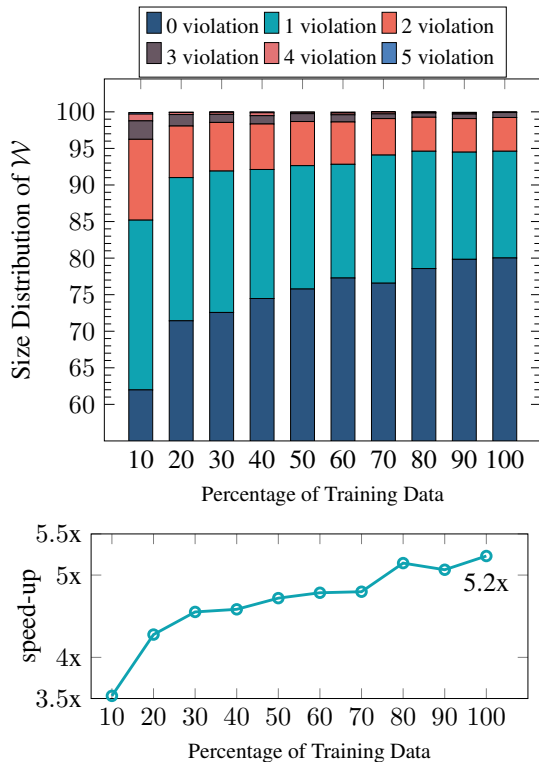 0 violation 1 violation 2 violation
3 violation 4 violation 5 violation
Size Distribution of 𝒲
100
95
90
85
80
75
70
65
60
10 20 30 40 50 60 70 80 90 100
Percentage of Training Data
speed-up
5.5x
5x
4x
3.5x
5.2x
10 20 30 40 50 60 70 80 90 100
Percentage of Training Data